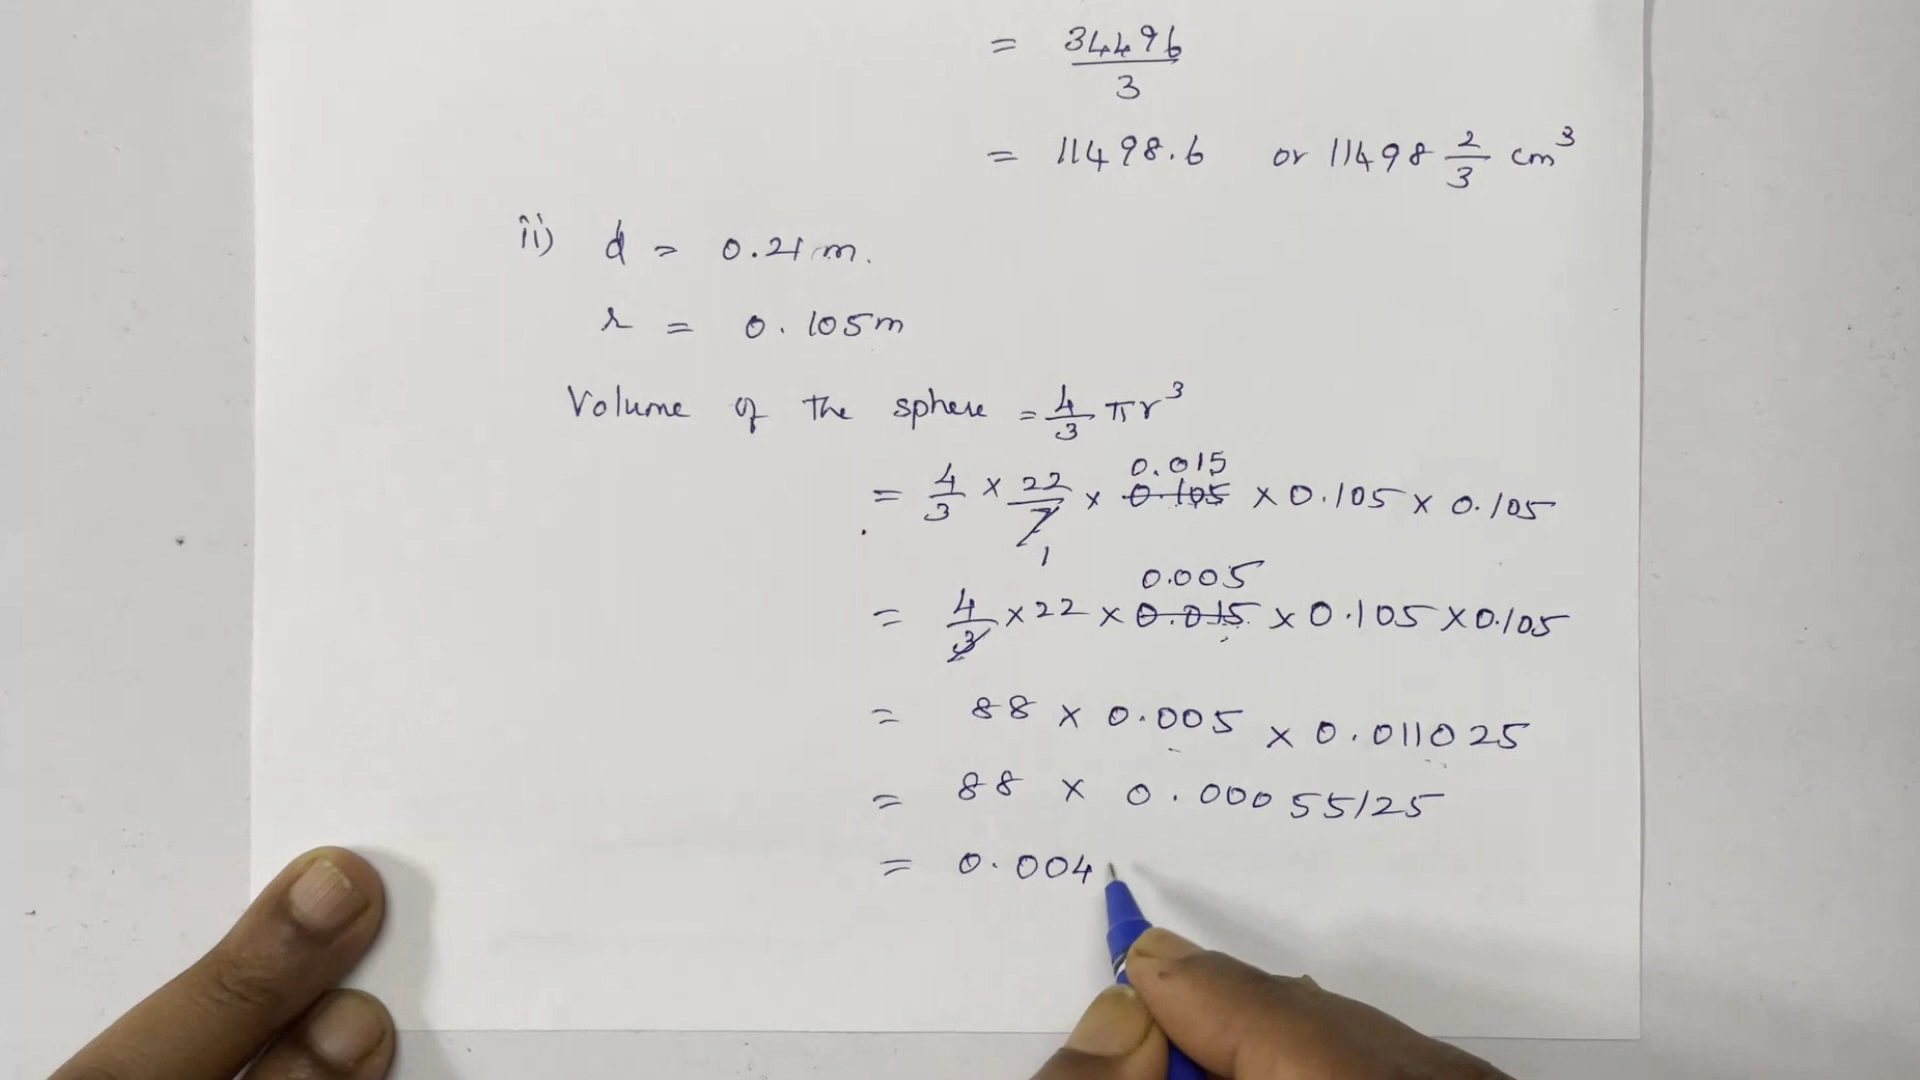 = 34496/3
= 11498.6 or 11498 2/3 cm³
ii) d = 0.21 m.
r = 0.105m
Volume of the sphere = 4/3 πr³
= 4/3 × 22/7 × 0.105 × 0.105 × 0.105
0.015
1
= 4/3 × 22 × 0.015 × 0.105 × 0.105
0.005
= 88 × 0.005 × 0.011025
= 88 × 0.00055125
= 0.004